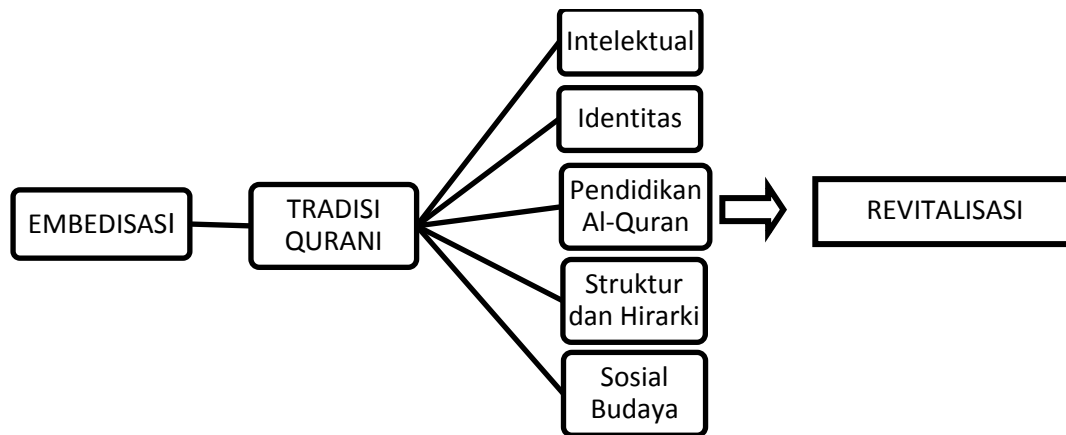 EMBEDISASI
TRADISI
QURANI
Intelektual
Identitas
Pendidikan
Al-Quran
Struktur
dan Hirarki
Sosial
Budaya
REVITALISASI